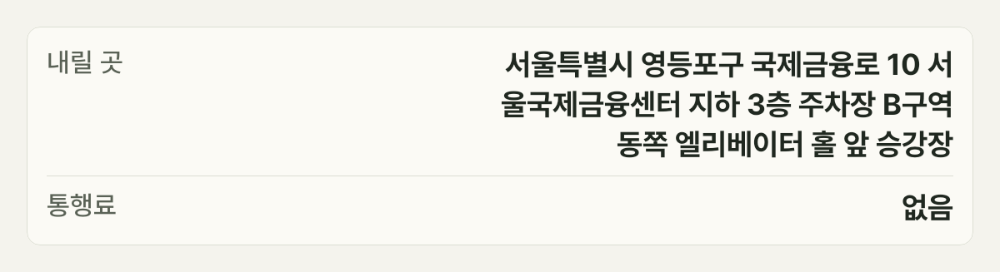 내릴 곳
서울특별시 영등포구 국제금융로 10 서
울국제금융센터 지하 3층 주차장 B구역
동쪽 엘리베이터 홀 앞 승강장
통행료
없음